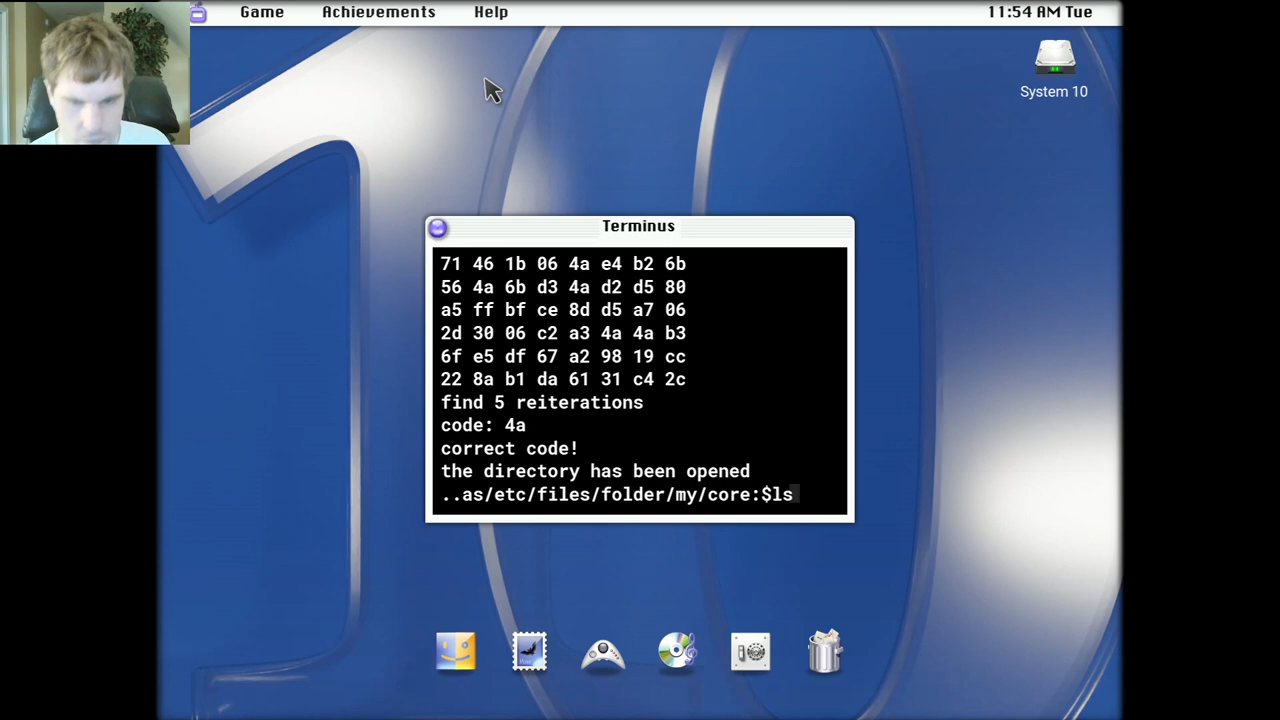 Game Achievements Help 11:54 AM Tue
System 10
Terminus
71 46 1b 06 4a e4 b2 6b
56 4a 6b d3 4a d2 d5 80
a5 ff bf ce 8d d5 a7 06
2d 30 06 c2 a3 4a 4a b3
6f e5 df 67 a2 98 19 cc
22 8a b1 da 61 31 c4 2c
find 5 reiterations
code: 4a
correct code!
the directory has been opened
..as/etc/files/folder/my/core:$ls